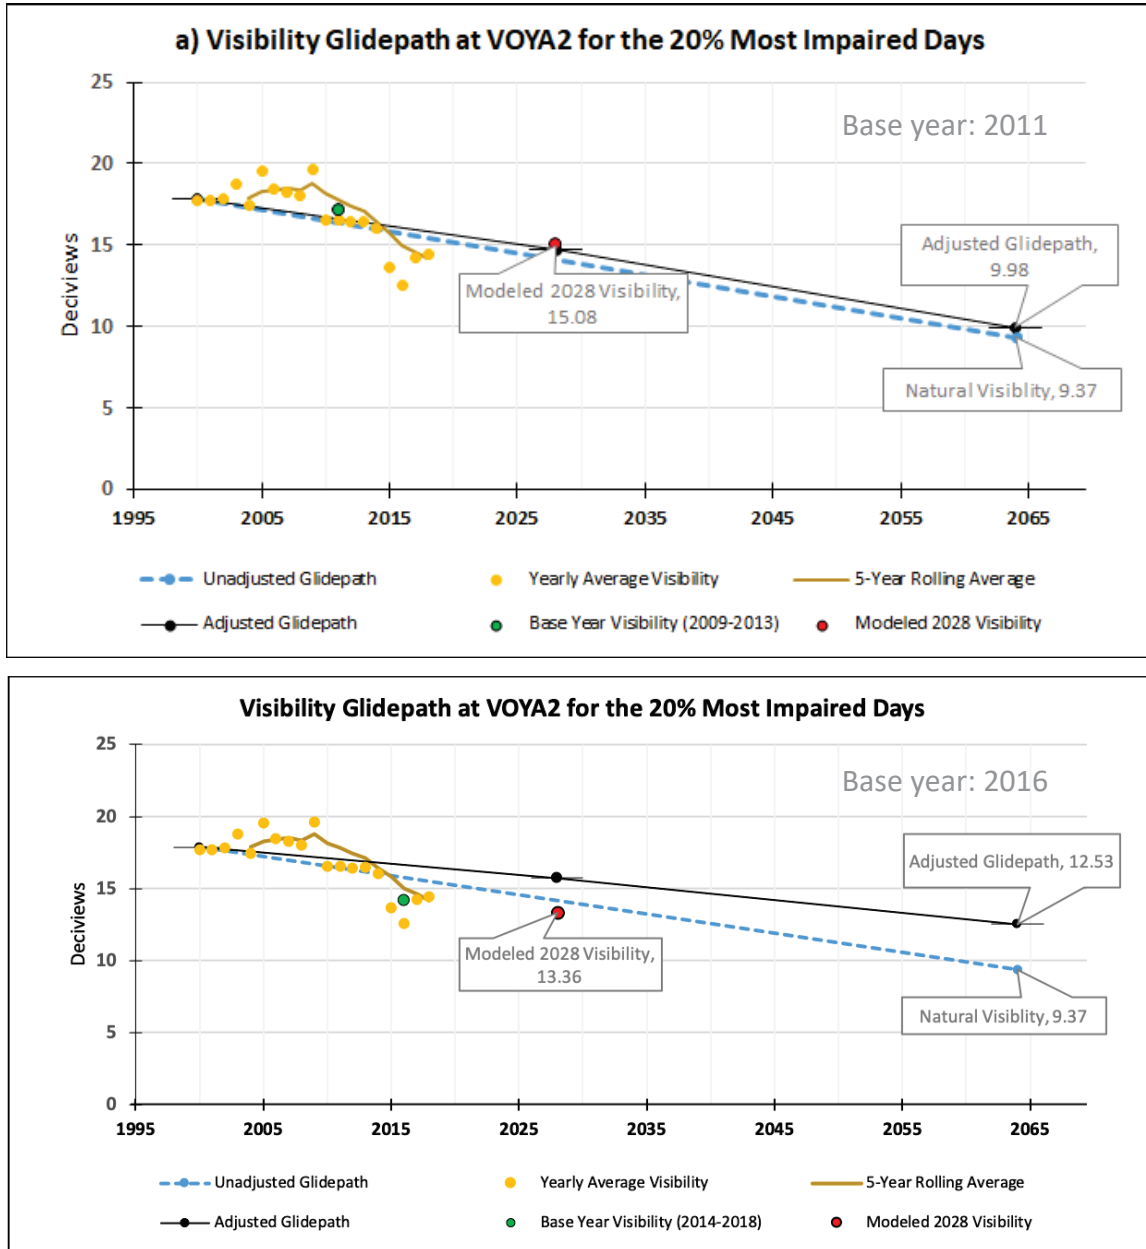 a) Visibility Glidepath at VOYA2 for the 20% Most Impaired Days
Base year: 2011
25
20
15
10
5
0
Deciviews
Modeled 2028 Visibility,
15.08
Adjusted Glidepath,
9.98
Natural Visiblity, 9.37
1995
2005
2015
2025
2035
2045
2055
2065
Unadjusted Glidepath
Yearly Average Visibility
5-Year Rolling Average
Adjusted Glidepath
Base Year Visibility (2009-2013)
Modeled 2028 Visibility
Visibility Glidepath at VOYA2 for the 20% Most Impaired Days
Base year: 2016
25
20
15
10
5
0
Deciviews
Modeled 2028 Visibility,
13.36
Adjusted Glidepath, 12.53
Natural Visiblity, 9.37
1995
2005
2015
2025
2035
2045
2055
2065
Unadjusted Glidepath
Yearly Average Visibility
5-Year Rolling Average
Adjusted Glidepath
Base Year Visibility (2014-2018)
Modeled 2028 Visibility